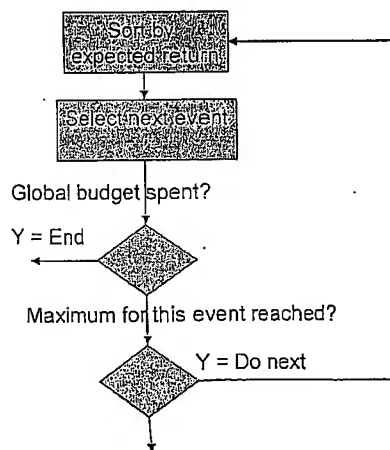 Sort by
expected return
Select next event
Global budget spent?
Y = End
Maximum for this event reached?
Y = Do next